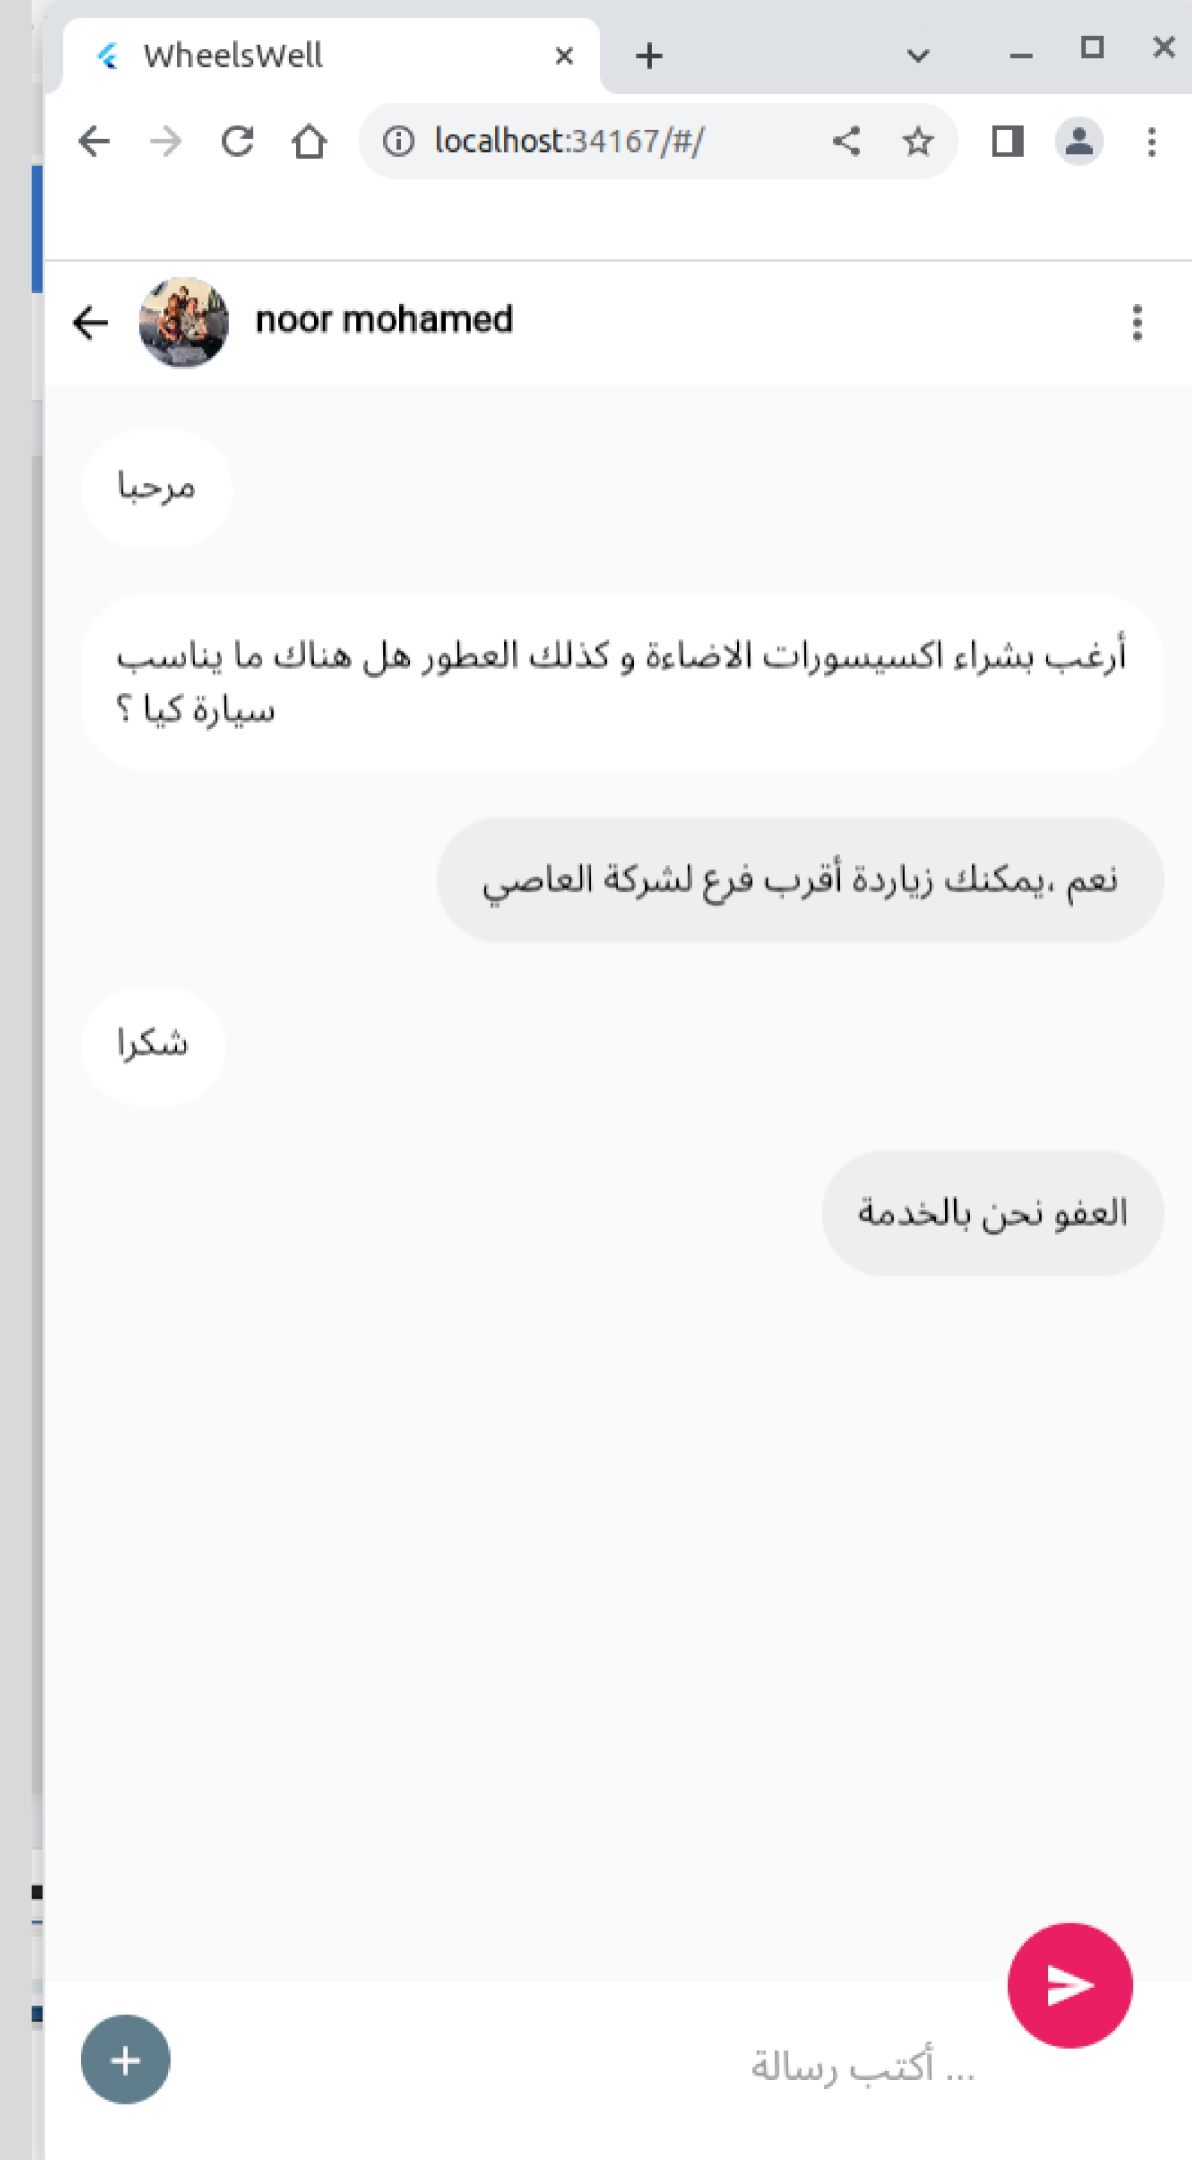 WheelsWell
localhost:34167/#/
noor mohamed
مرحبا
أرغب بشراء اكسيسورات الاضاءة و كذلك العطور هل هناك ما يناسب
سيارة كيا ؟
نعم ،يمكنك زياردة أقرب فرع لشركة العاصي
شكرا
العفو نحن بالخدمة
أكتب رسالة ...